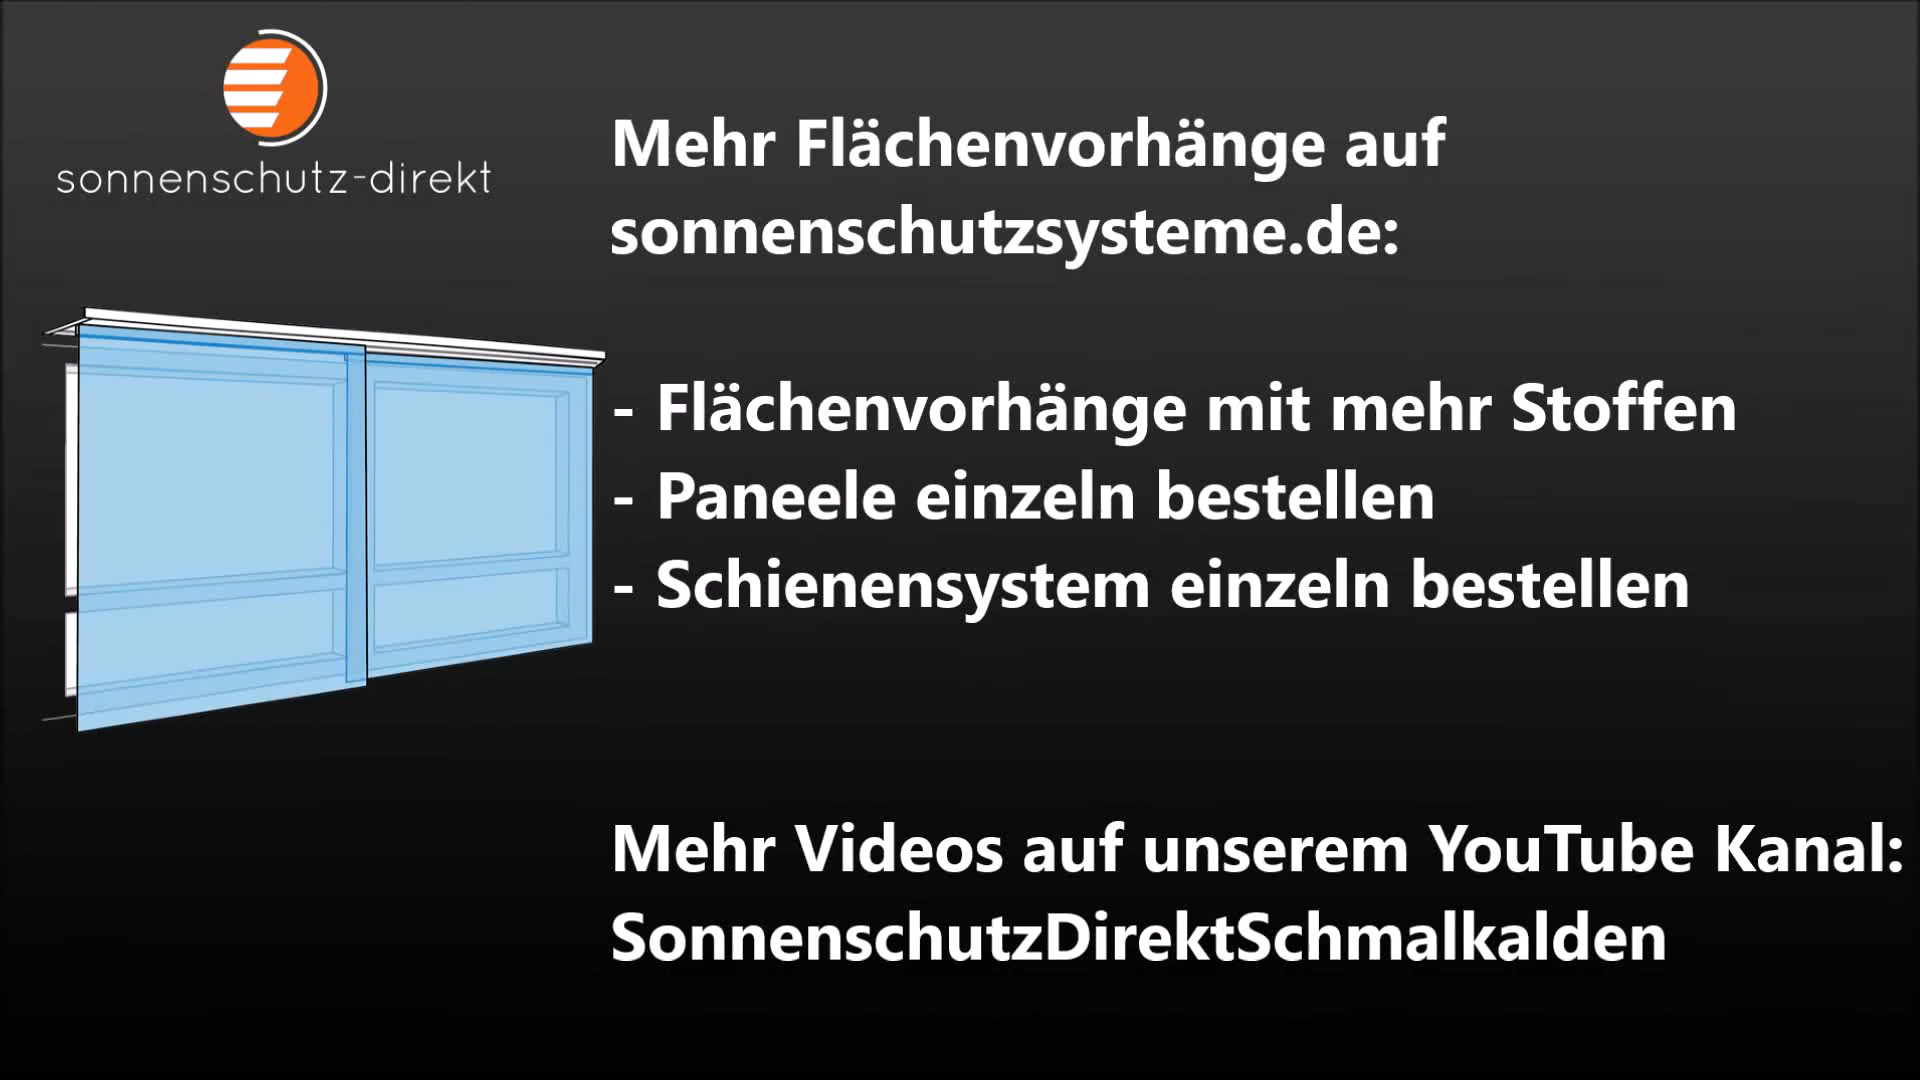 sonnenschutz-direkt
Mehr Flächenvorhänge auf
sonnenschutzsysteme.de:
- Flächenvorhänge mit mehr Stoffen
- Paneele einzeln bestellen
- Schienensystem einzeln bestellen
Mehr Videos auf unserem YouTube Kanal:
SonnenschutzDirektSchmalkalden